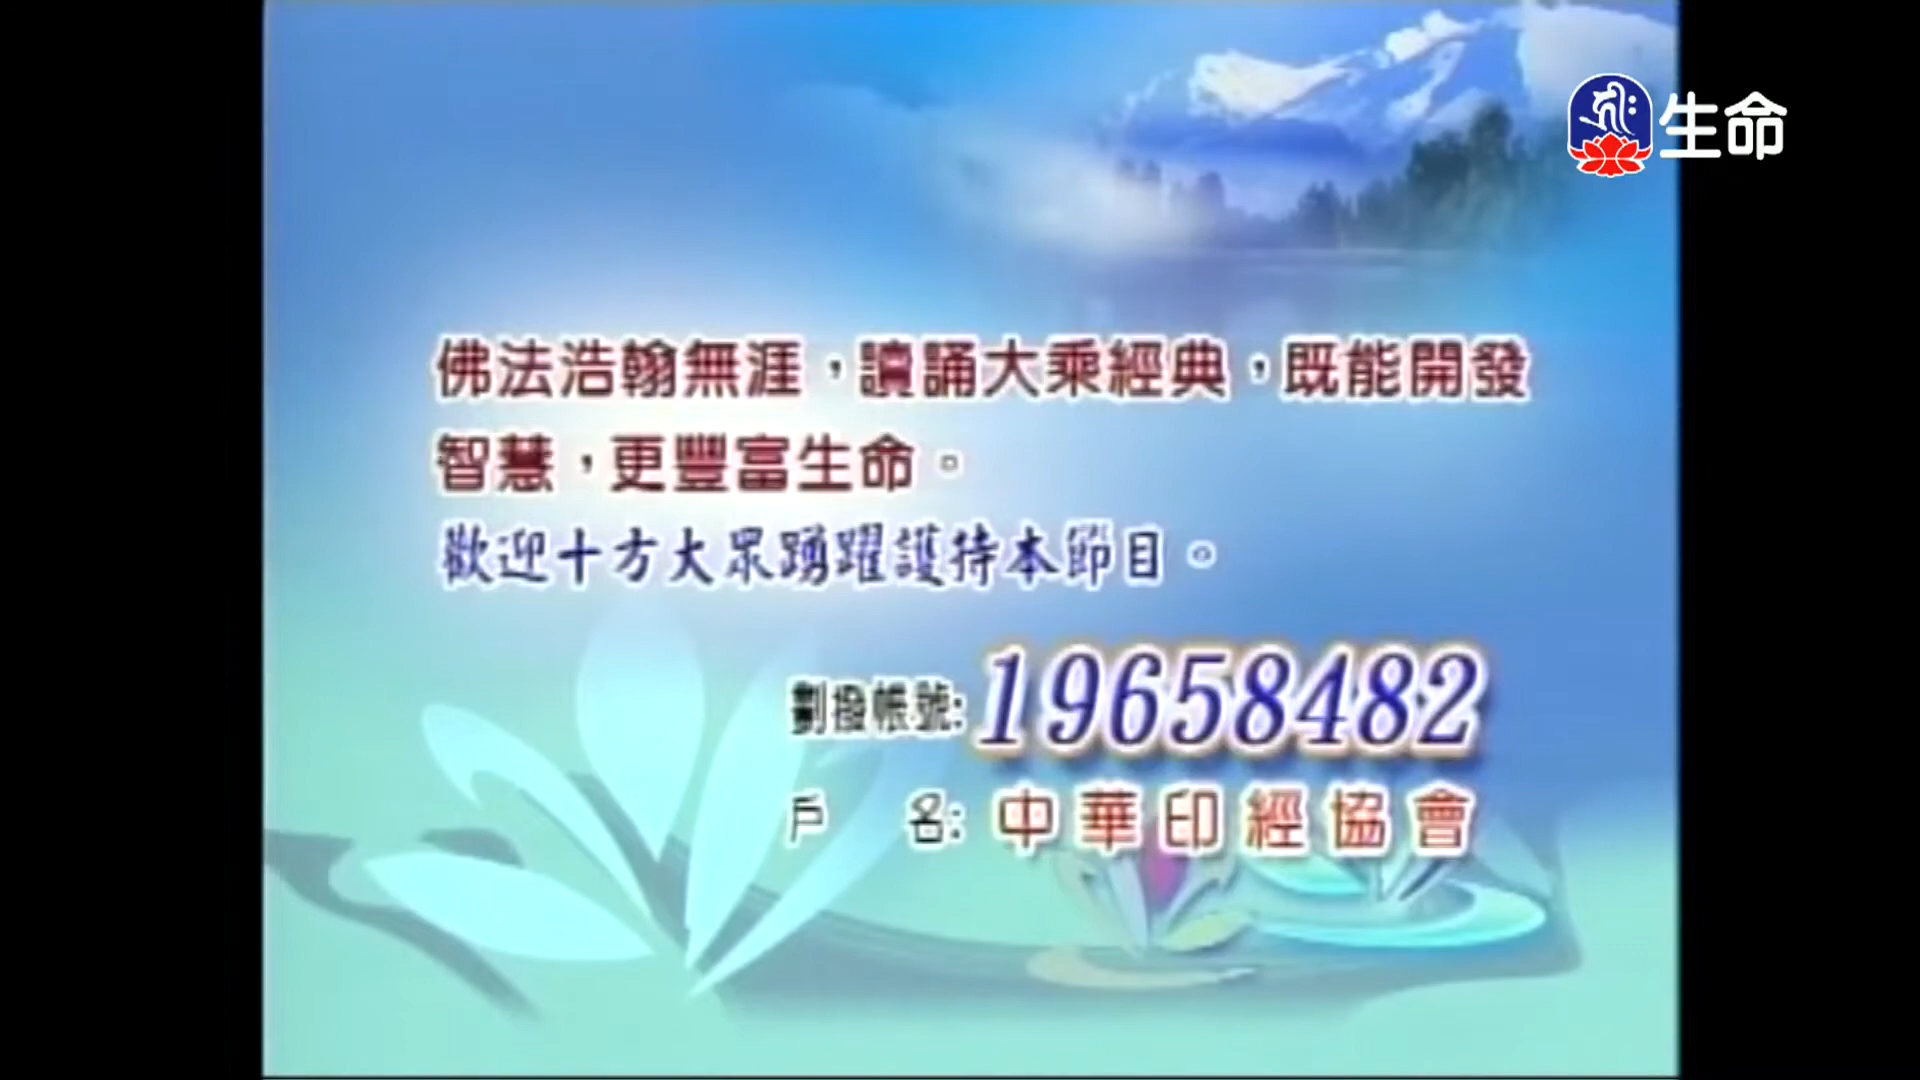 生命
佛法浩翰無涯，讀誦大乘經典，既能開發
智慧，更豐富生命。
歡迎十方大眾踴躍護持本節目。
劃撥帳號:19658482
戶 名:中華印經協會